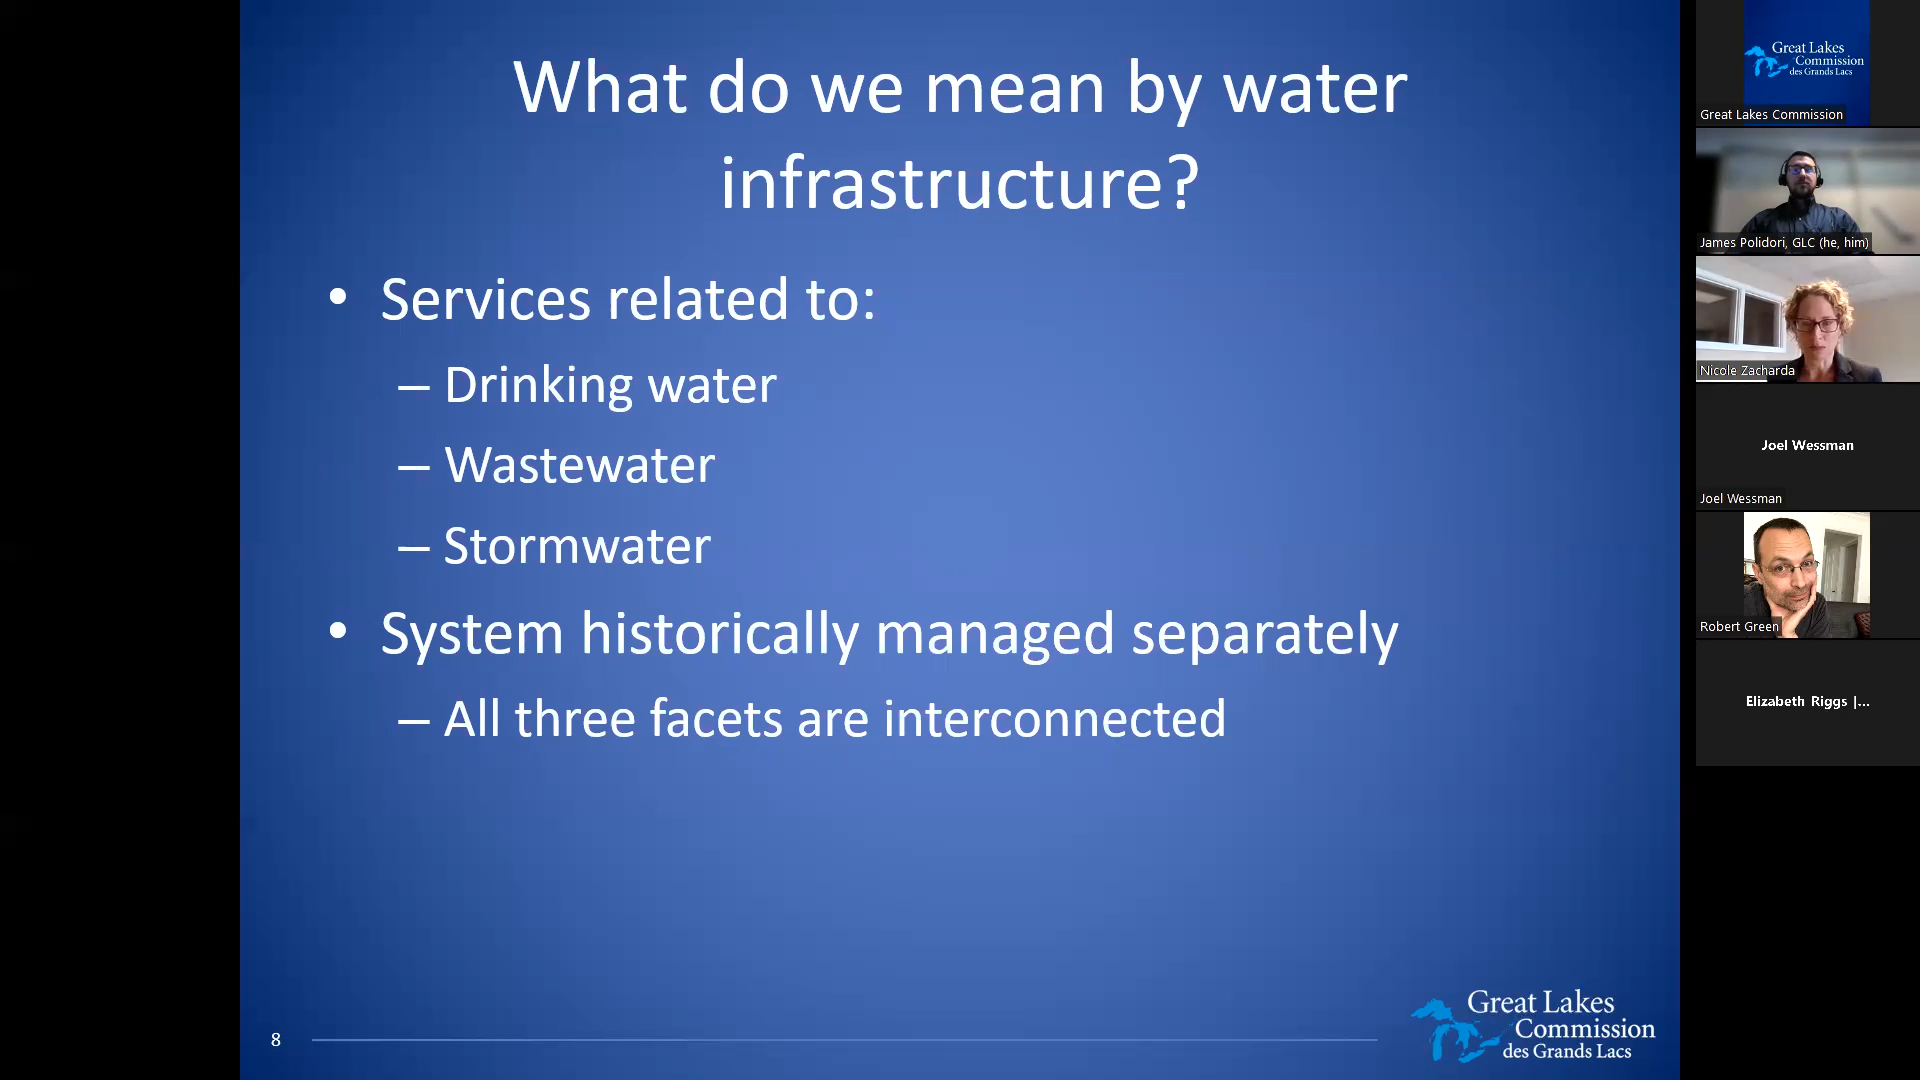 What do we mean by water
infrastructure?
• Services related to:
– Drinking water
– Wastewater
– Stormwater
• System historically managed separately
– All three facets are interconnected
8
Great Lakes
Commission
des Grands Lacs
Great Lakes
Commission
des Grands Lacs
Great Lakes Commission
James Polidori, GLC (he, him)
Nicole Zacharda
Joel Wessman
Joel Wessman
Robert Green
Elizabeth Riggs |...